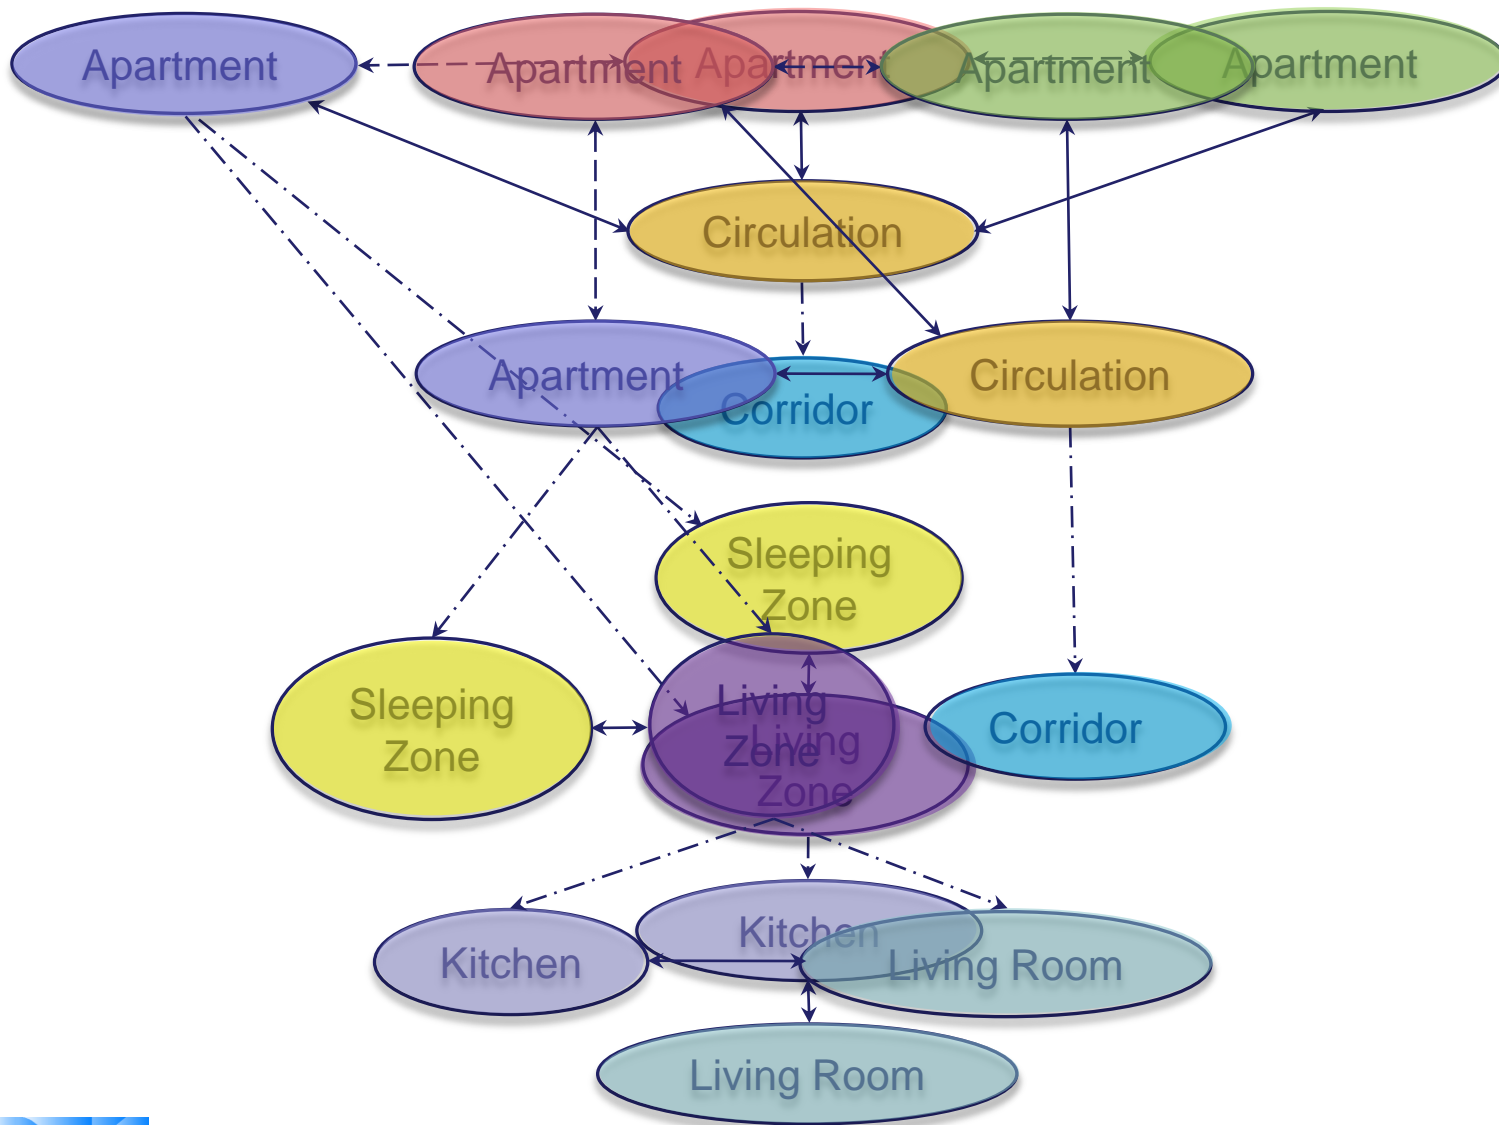 Apartment
Apartment
Apartment
Apartment
Apartment
Circulation
Apartment
Circulation
Corridor
Sleeping
Zone
Sleeping
Zone
Living
Zone
Living
Zone
Corridor
Kitchen
Kitchen
Living Room
Living Room